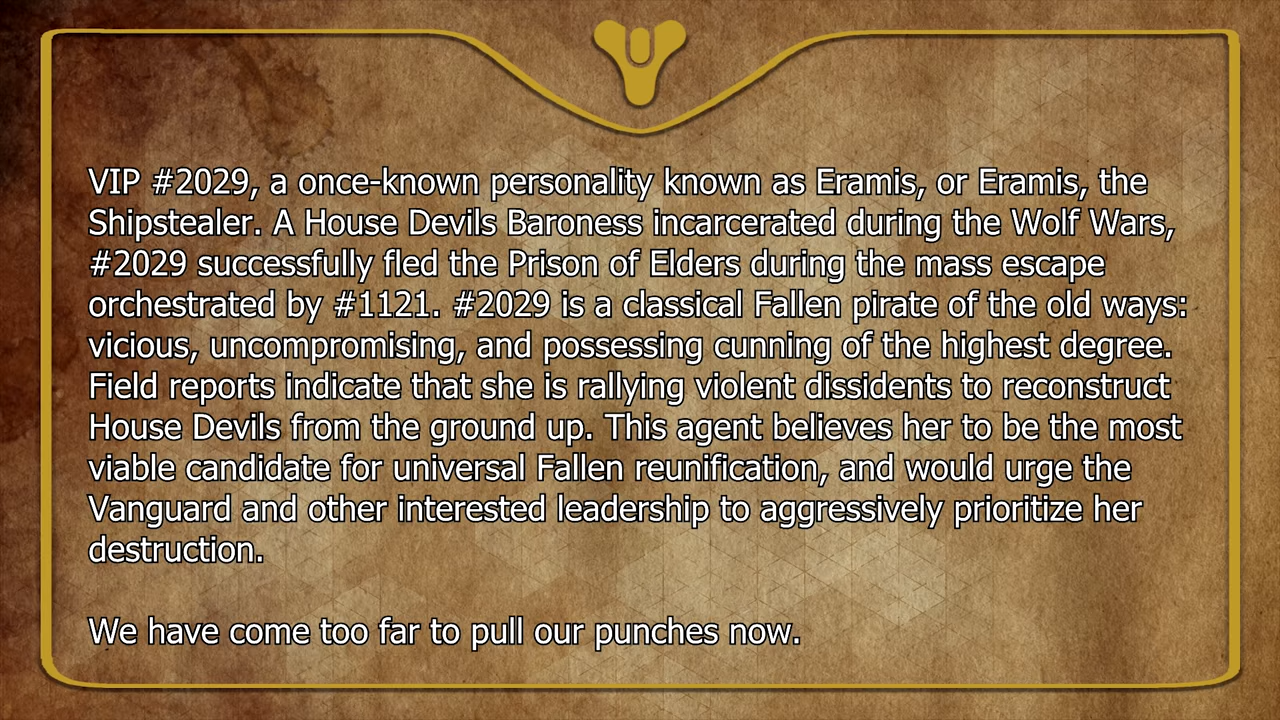 VIP #2029, a once-known personality known as Eramis, or Eramis, the
Shipstealer. A House Devils Baroness incarcerated during the Wolf Wars,
#2029 successfully fled the Prison of Elders during the mass escape
orchestrated by #1121. #2029 is a classical Fallen pirate of the old ways:
vicious, uncompromising, and possessing cunning of the highest degree.
Field reports indicate that she is rallying violent dissidents to reconstruct
House Devils from the ground up. This agent believes her to be the most
viable candidate for universal Fallen reunification, and would urge the
Vanguard and other interested leadership to aggressively prioritize her
destruction.
We have come too far to pull our punches now.